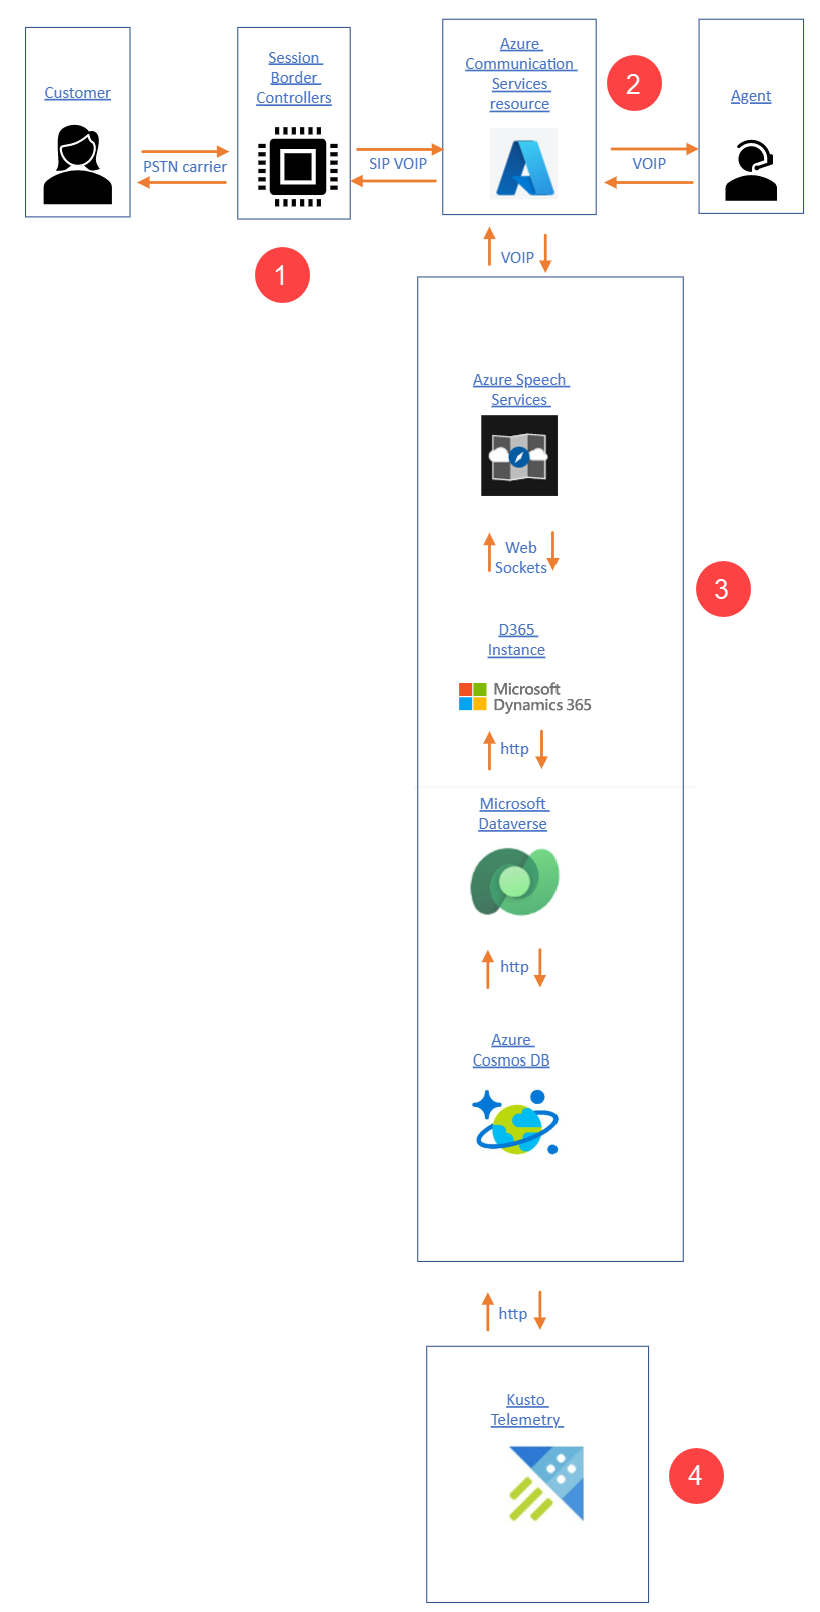 Customer
PSTN carrier
Session
Border
Controllers
1
SIP VOIP
Azure
Communication
Services
resource
2
VOIP
Agent
VOIP
Azure Speech
Services
Web
Sockets
3
D365
Instance
Microsoft
Dynamics 365
http
Microsoft
Dataverse
http
Azure
Cosmos DB
http
Kusto
Telemetry
4